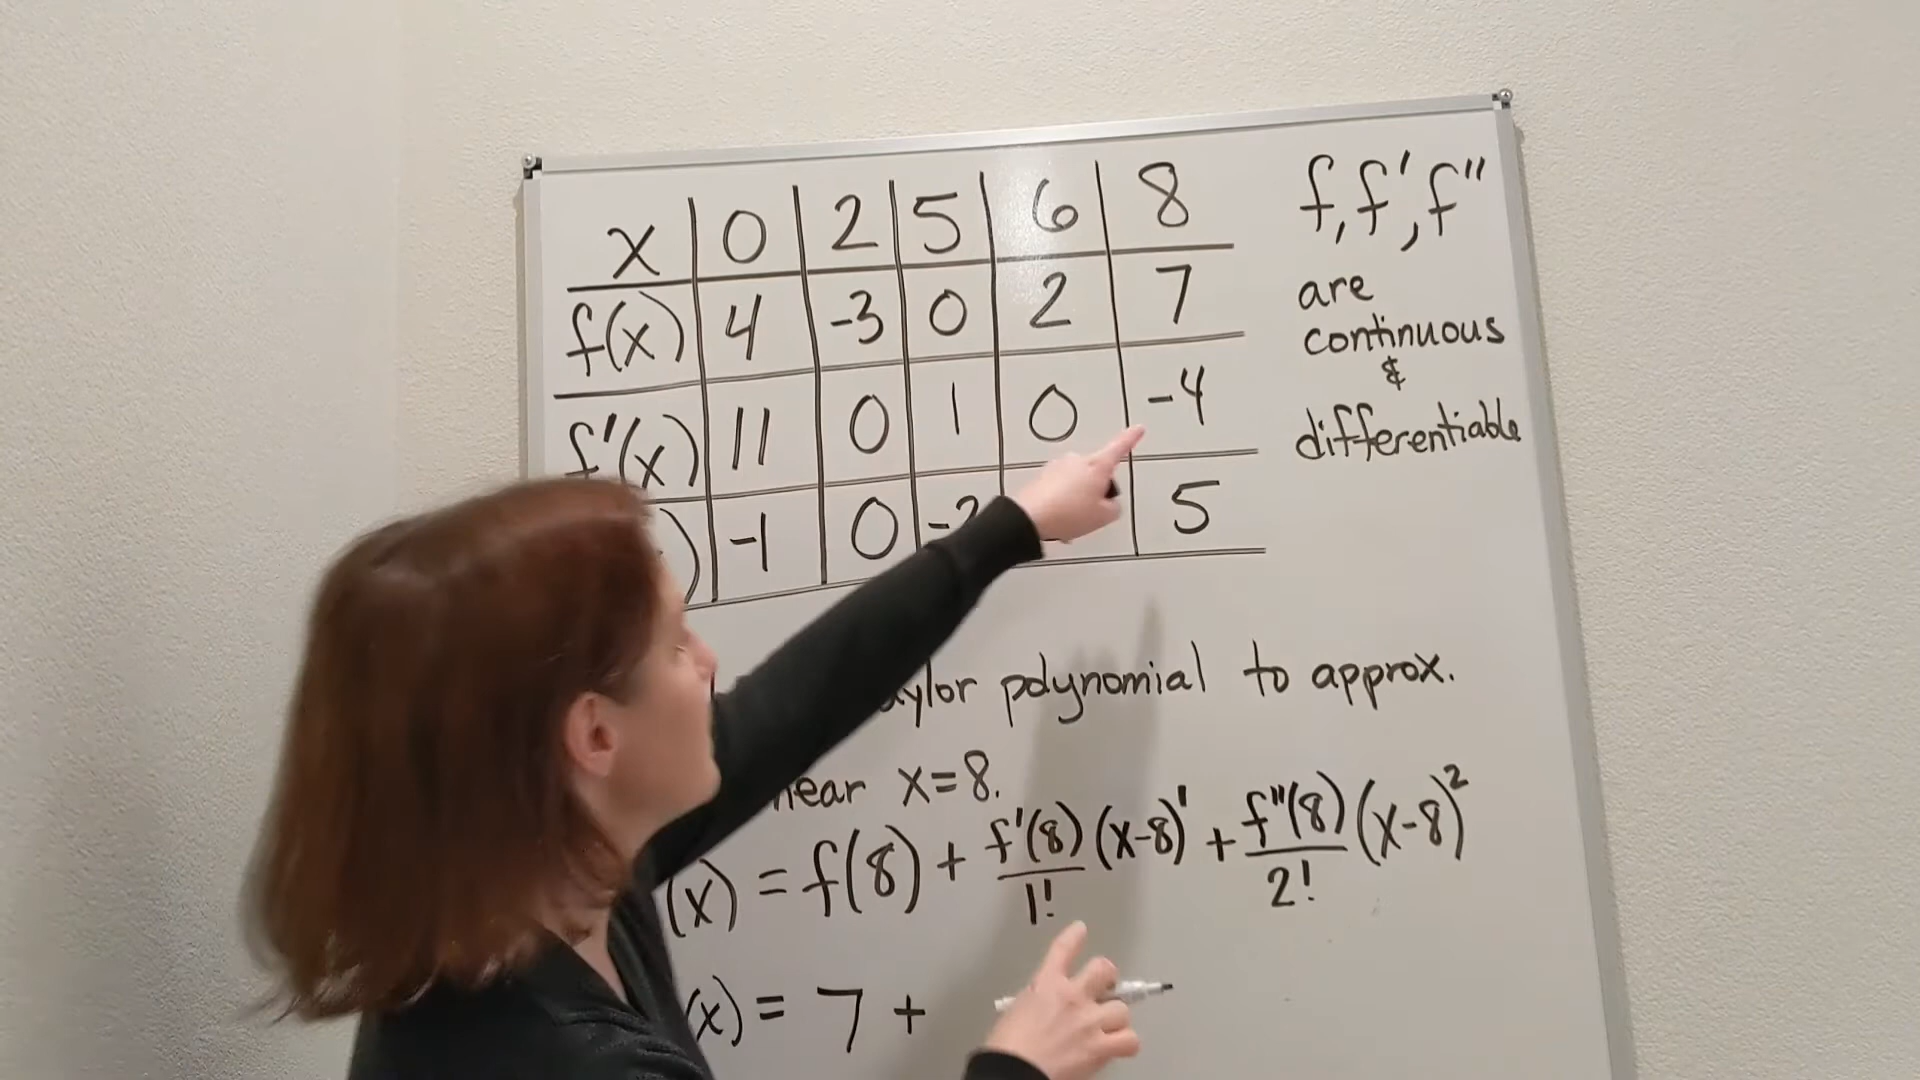 x 0 2 5 6 8
f(x) 4 -3 0 2 7
f'(x) 11 0 1 0 -4
) -1 0 -2 5
f, f', f''
are
continuous
&
differentiable
aylor polynomial to approx.
near x=8.
(x) = f(8) + f'(8)/1! (x-8)' + f''(8)/2! (x-8)²
(x) = 7 +